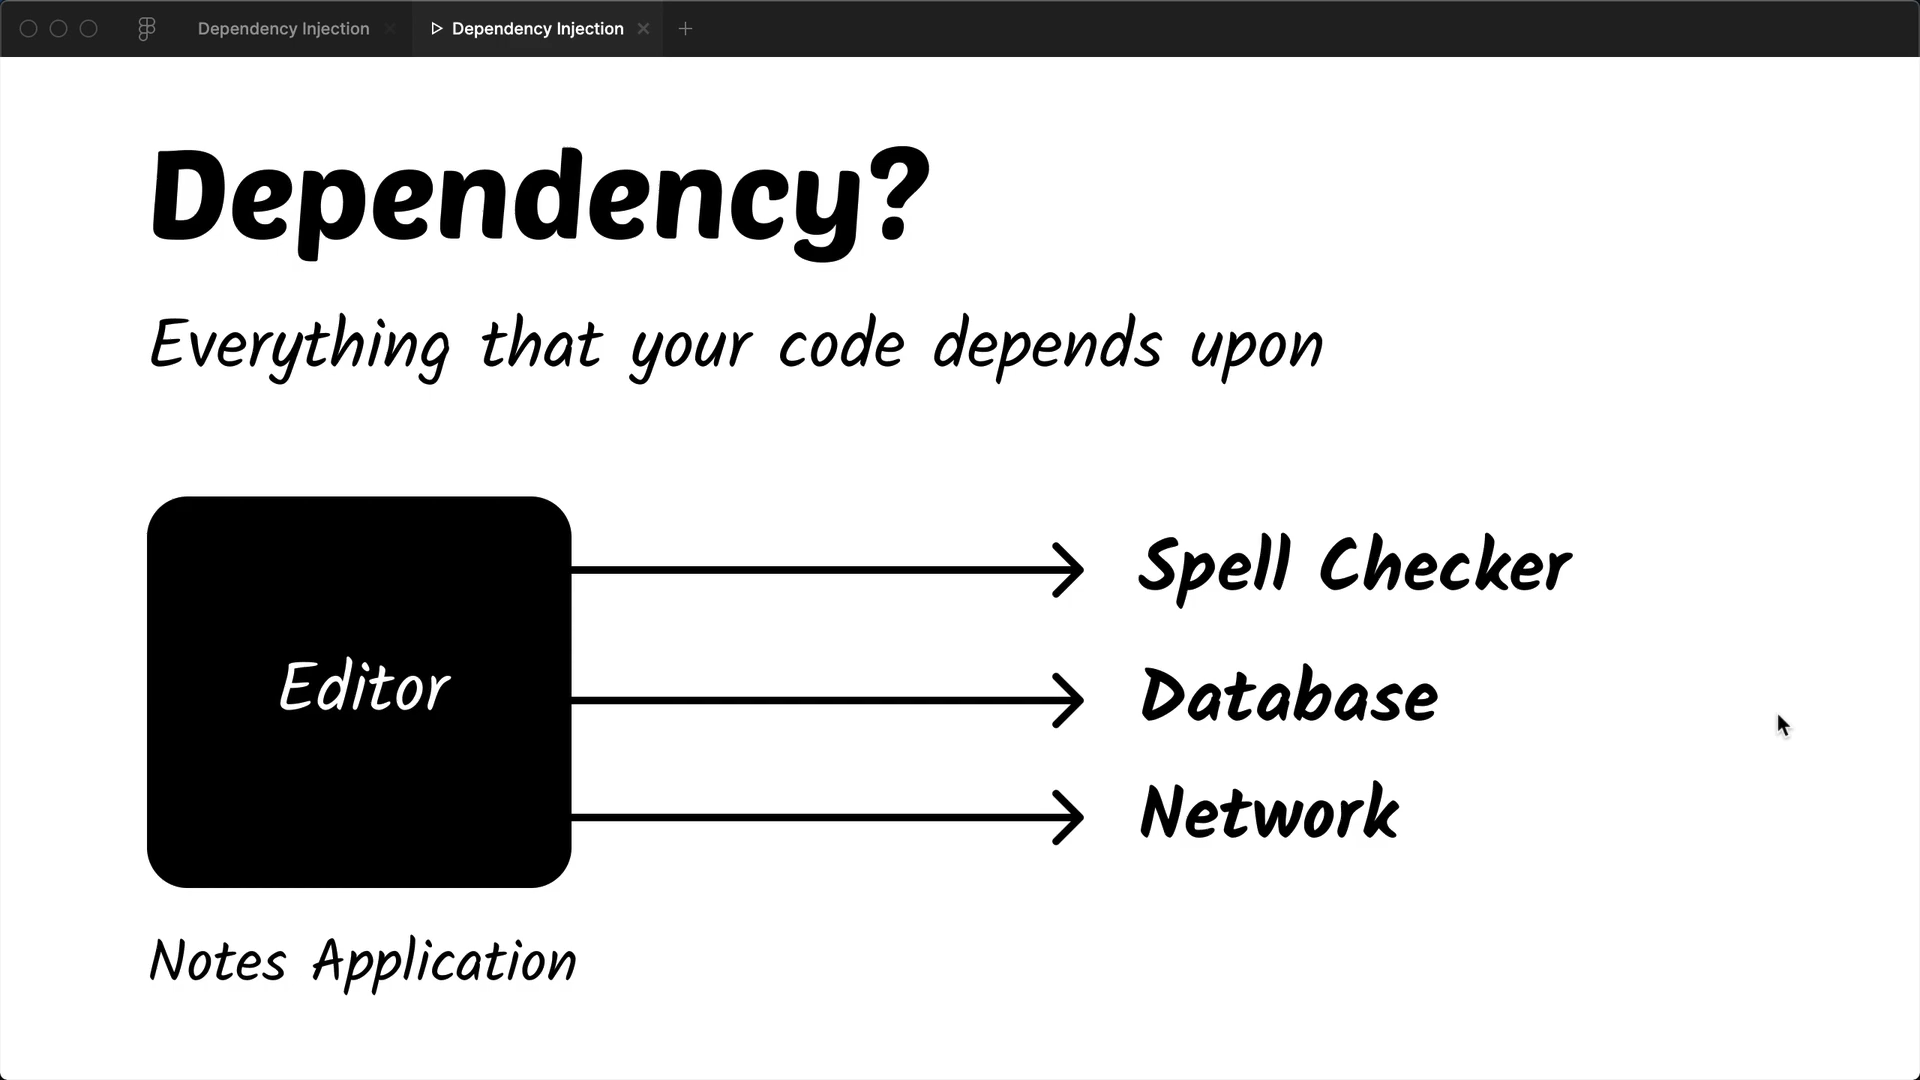 Dependency Injection
Dependency Injection
Dependency?
Everything that your code depends upon
Editor
Spell Checker
Database
Network
Notes Application